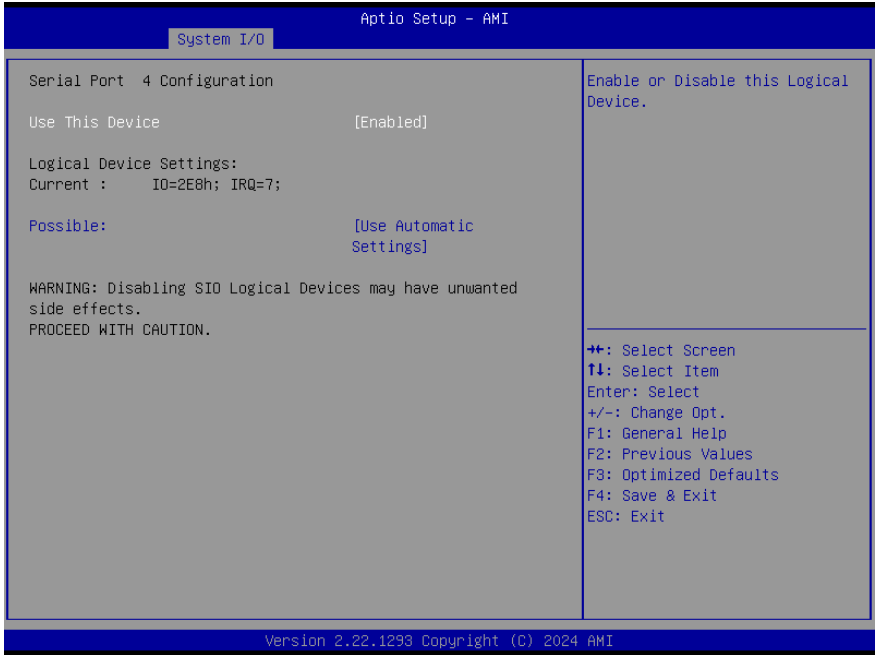 Aptio Setup – AMI
System I/O
Serial Port  4 Configuration
Use This Device [Enabled]
Logical Device Settings:
Current :     IO=2E8h; IRQ=7;
Possible: [Use Automatic
Settings]
WARNING: Disabling SIO Logical Devices may have unwanted
side effects.
PROCEED WITH CAUTION.
Enable or Disable this Logical
Device.
→←: Select Screen
↑↓: Select Item
Enter: Select
+/-: Change Opt.
F1: General Help
F2: Previous Values
F3: Optimized Defaults
F4: Save & Exit
ESC: Exit
Version 2.22.1293 Copyright (C) 2024 AMI